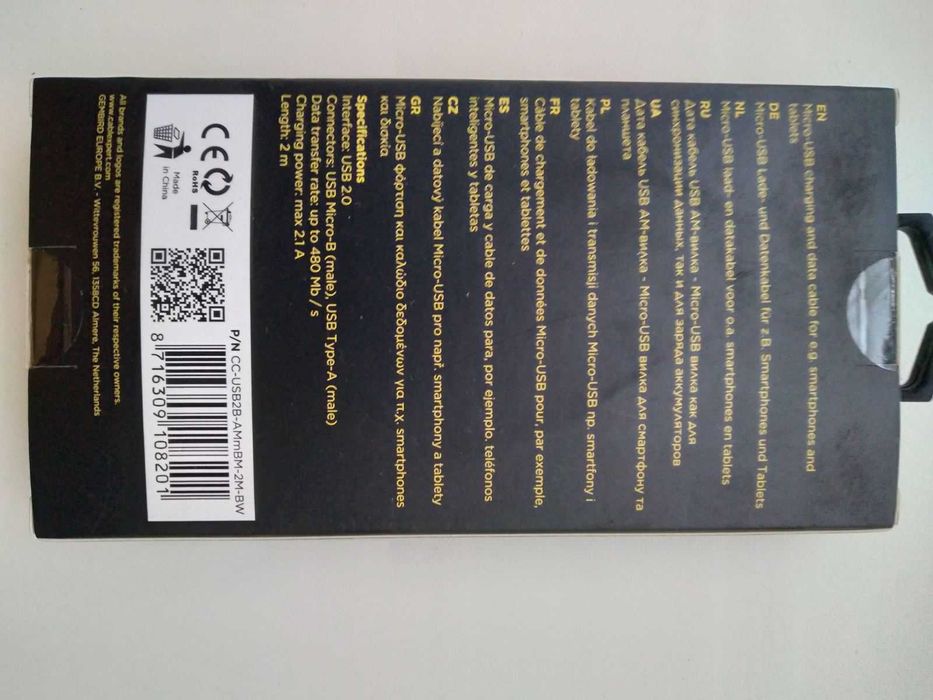 EN
Micro-USB charging and data cable for e.g. smartphones and
tablets
DE
Micro-USB Lade- und Datenkabel für z.B. Smartphones und Tablets
NL
Micro-USB laad- en datakabel voor o.a. smartphones en tablets
RU
Дата кабель USB AM-вилка - Micro-USB вилка как для
синхронизации данных, так и для заряда аккумуляторов
UA
Дата кабель USB AM-вилка - Micro-USB вилка для смартфону та
планшета
PL
Kabel do ładowania i transmisji danych Micro-USB np. smartfony i
tablety
FR
Câble de chargement et de données Micro-USB pour, par exemple,
smartphones et tablettes
ES
Micro-USB de carga y cable de datos para, por ejemplo, teléfonos
inteligentes y tabletas
CZ
Nabíjecí a datový kabel Micro-USB pro např. smartphony a tablety
GR
Micro-USB φόρτιση και καλώδιο δεδομένων για π.χ. smartphones
και δισκία
Specifications
Interface: USB 2.0
Connectors: USB Micro-B (male), USB Type-A (male)
Data transfer rate: up to 480 Mb / s
Charging power: max 2.1 A
Length: 2 m
CE
RoHS
Made
in China
P/N CC-USB2B-AMmBM-2M-BW
8 716309 108201
All brands and logos are registered trademarks of their respective owners.
www.cablexpert.com
GEMBIRD EUROPE B.V. - Wittevrouwen 56, 1358CD Almere, The Netherlands